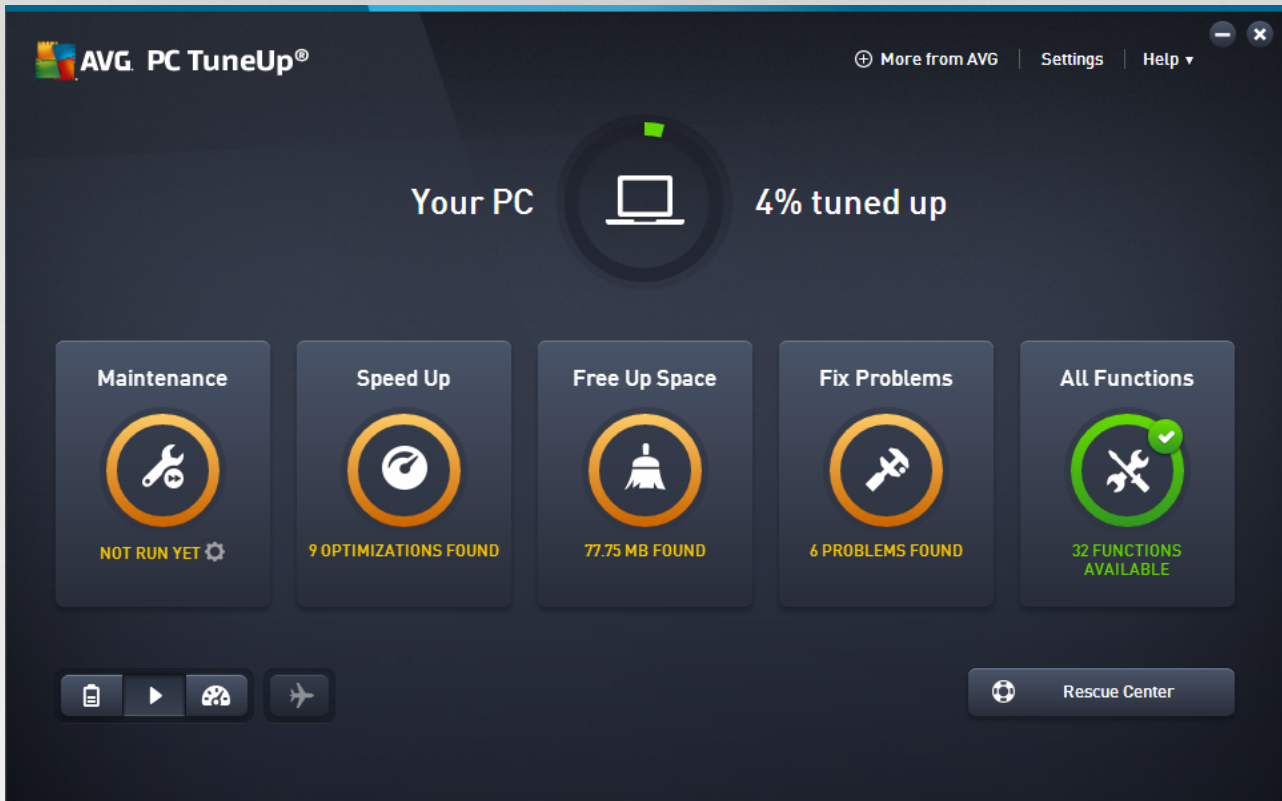 AVG. PC TuneUp®
More from AVG
Settings
Help
Your PC
4% tuned up
Maintenance
NOT RUN YET
Speed Up
9 OPTIMIZATIONS FOUND
Free Up Space
77.75 MB FOUND
Fix Problems
6 PROBLEMS FOUND
All Functions
32 FUNCTIONS
AVAILABLE
Rescue Center